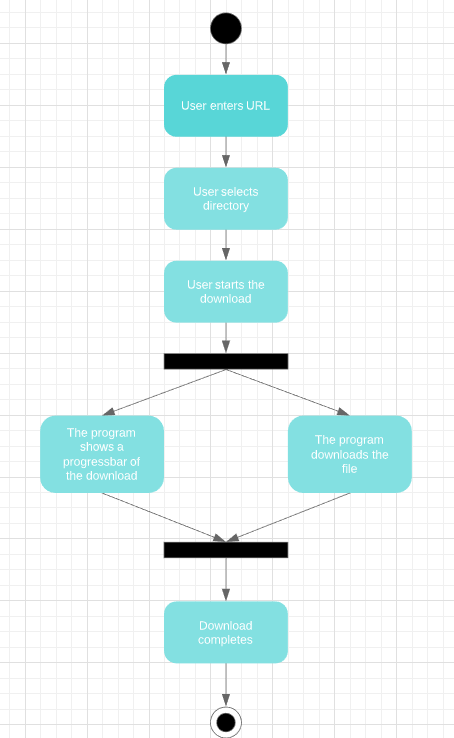 User enters URL
User selects
directory
User starts the
download
The program
shows a
progressbar of
the download
The program
downloads the
file
Download
completes